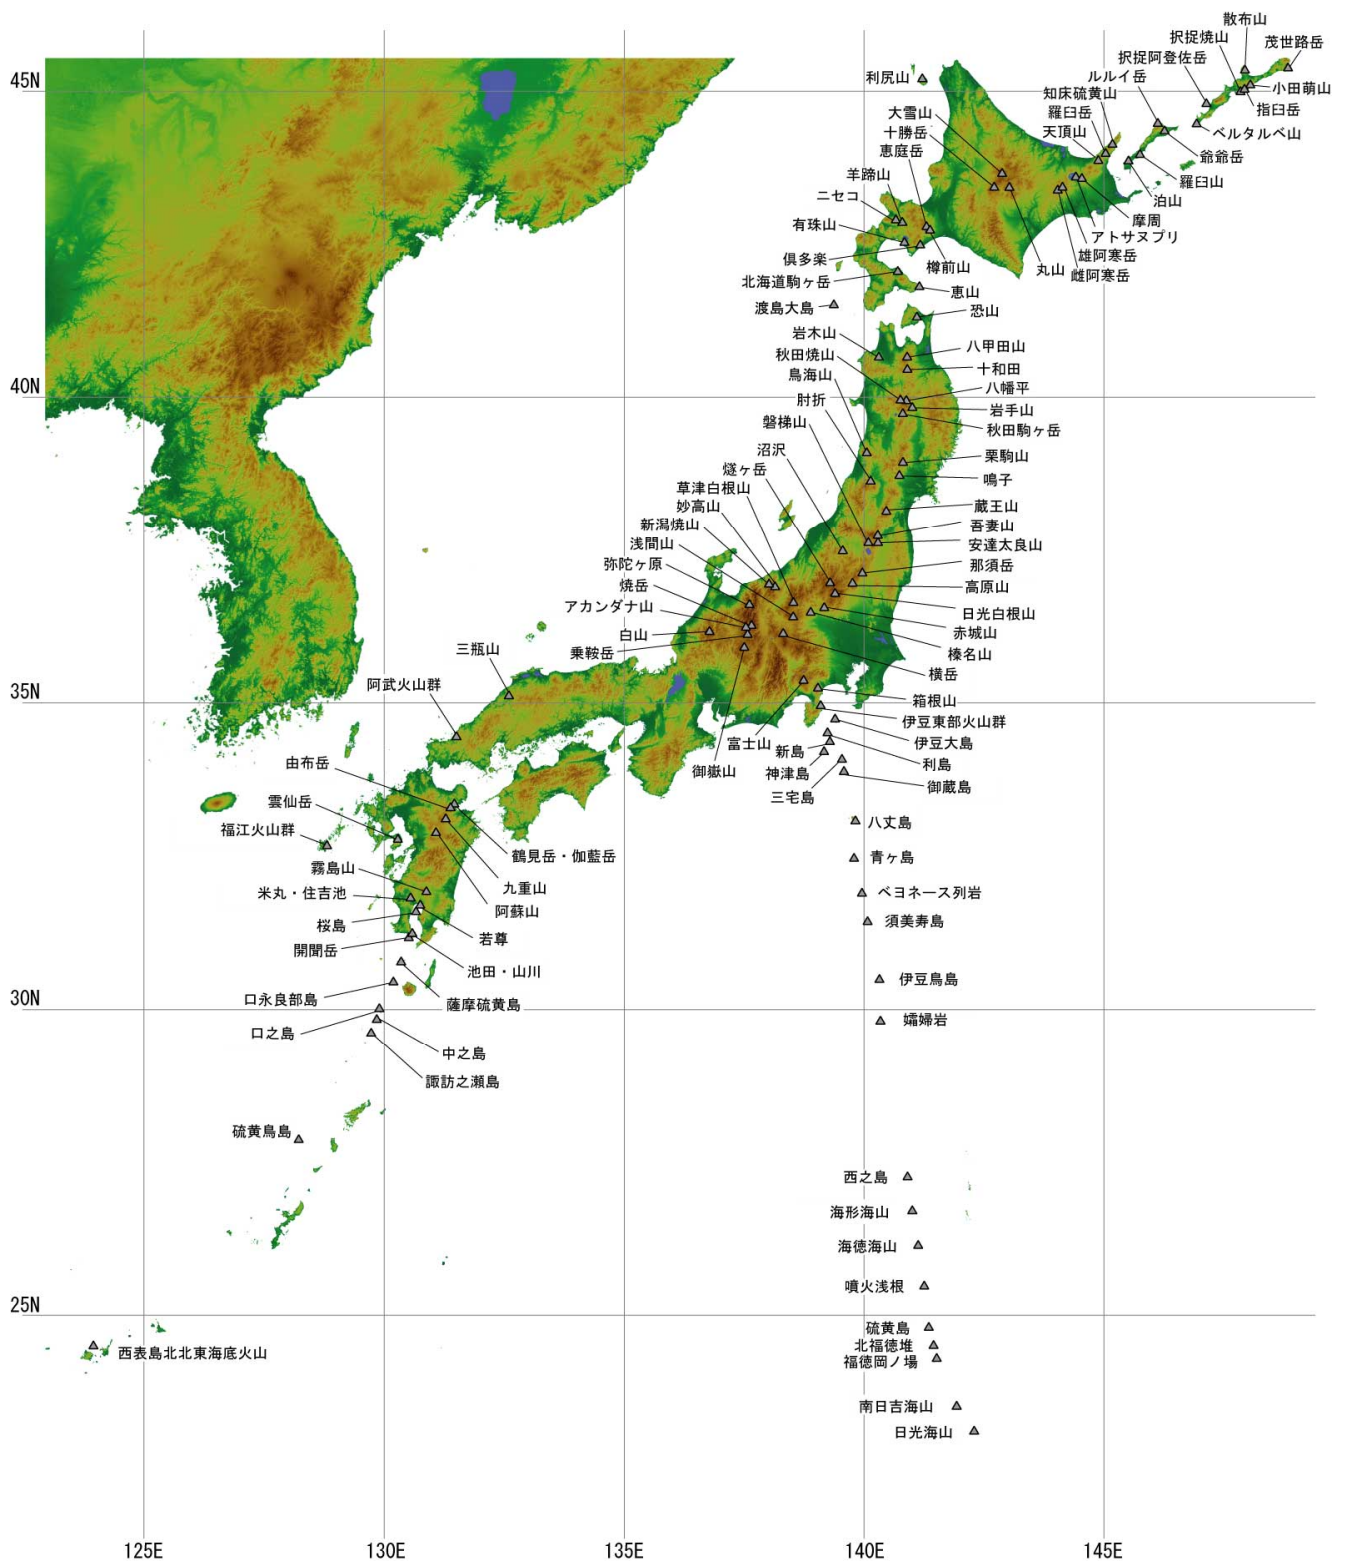 散布山
択捉焼山
茂世路岳
択捉阿登佐岳
ルルイ岳
45N
利尻山
小田萌山
知床硫黄山
指臼岳
大雪山
羅臼岳
十勝岳
天頂山
ベルタルベ山
恵庭岳
爺爺岳
羊蹄山
羅臼山
ニセコ
泊山
有珠山
摩周
アトサヌプリ
倶多楽
雄阿寒岳
樽前山
丸山
雌阿寒岳
北海道駒ヶ岳
恵山
渡島大島
恐山
岩木山
八甲田山
秋田焼山
十和田
鳥海山
40N
八幡平
肘折
岩手山
磐梯山
秋田駒ヶ岳
沼沢
栗駒山
燧ヶ岳
鳴子
草津白根山
妙高山
蔵王山
新潟焼山
吾妻山
浅間山
安達太良山
弥陀ヶ原
那須岳
焼岳
高原山
アカンダナ山
日光白根山
白山
赤城山
三瓶山
乗鞍岳
榛名山
横岳
阿武火山群
35N
箱根山
伊豆東部火山群
富士山
伊豆大島
新島
由布岳
利島
御嶽山
神津島
御蔵島
三宅島
雲仙岳
福江火山群
八丈島
鶴見岳・伽藍岳
青ヶ島
霧島山
九重山
米丸・住吉池
ベヨネース列岩
阿蘇山
桜島
須美寿島
若尊
開聞岳
池田・山川
伊豆鳥島
30N
口永良部島
薩摩硫黄島
孀婦岩
口之島
中之島
諏訪之瀬島
硫黄鳥島
西之島
海形海山
海徳海山
噴火浅根
25N
硫黄島
北福徳堆
西表島北北東海底火山
福徳岡ノ場
南日吉海山
日光海山
125E
130E
135E
140E
145E